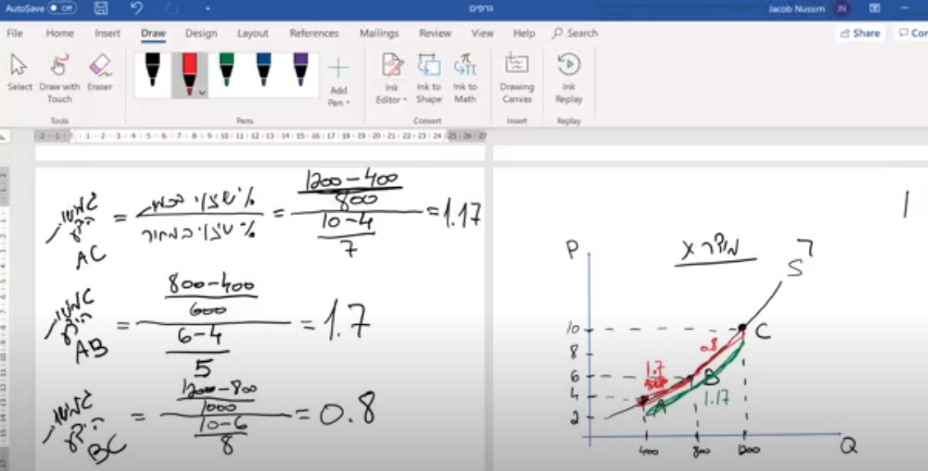 AutoSave Off גרפים Jacob Nussim JN
File Home Insert Draw Design Layout References Mailings Review View Help Search Share Co
Select Draw with Touch Eraser Add Pen Ink Editor Ink to Shape Ink to Math Drawing Canvas Ink Replay
Tools Pens Convert Insert Replay
גמישות היצע AC = % שינוי בכמות / % שינוי במחיר = ((1200-400)/800) / ((10-4)/7) = 1.17
גמישות היצע AB = ((800-400)/600) / ((6-4)/5) = 1.7
גמישות היצע BC = ((1200-800)/1000) / ((10-6)/8) = 0.8
P מוצר X S
10 C
8 0.8
6 1.7 B
4 A 1.17
2
400 800 1200 Q